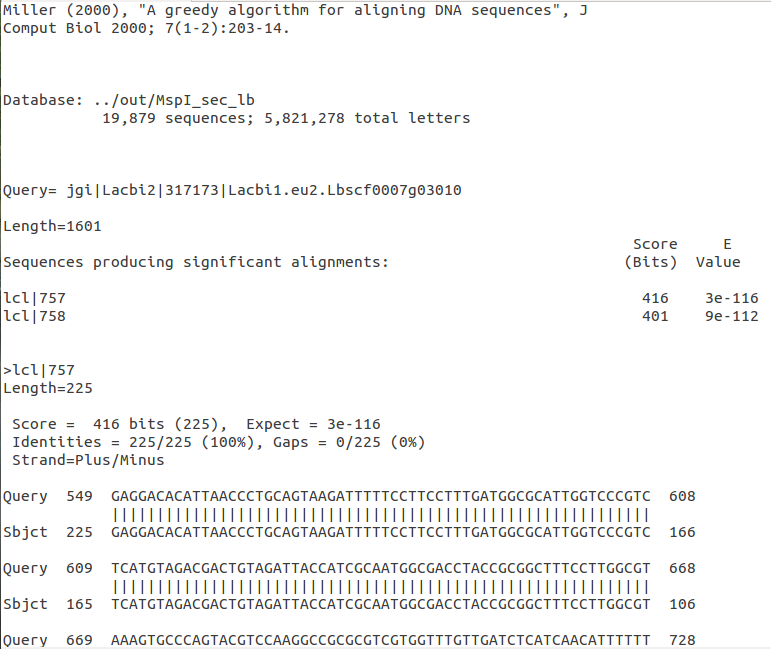 Miller (2000), "A greedy algorithm for aligning DNA sequences", J
Comput Biol 2000; 7(1-2):203-14.
Database: ../out/MspI_sec_lb
19,879 sequences; 5,821,278 total letters
Query= jgi|Lacbi2|317173|Lacbi1.eu2.Lbscf0007g03010
Length=1601
Score E
Sequences producing significant alignments: (Bits) Value
lcl|757 416 3e-116
lcl|758 401 9e-112
>lcl|757
Length=225
Score = 416 bits (225), Expect = 3e-116
Identities = 225/225 (100%), Gaps = 0/225 (0%)
Strand=Plus/Minus
Query 549 GAGGACACATTAACCCTGCAGTAAGATTTTTCCTTCCTTTGATGGCGCATTGGTCCCGTC 608
||||||||||||||||||||||||||||||||||||||||||||||||||||||||||||
Sbjct 225 GAGGACACATTAACCCTGCAGTAAGATTTTTCCTTCCTTTGATGGCGCATTGGTCCCGTC 166
Query 609 TCATGTAGACGACTGTAGATTACCATCGCAATGGCGACCTACCGCGGCTTTCCTTGGCGT 668
||||||||||||||||||||||||||||||||||||||||||||||||||||||||||||
Sbjct 165 TCATGTAGACGACTGTAGATTACCATCGCAATGGCGACCTACCGCGGCTTTCCTTGGCGT 106
Query 669 AAAGTGCCCAGTACGTCCAAGGCCGCGCGTCGTGGTTTGTTGATCTCATCAACATTTTTT 728